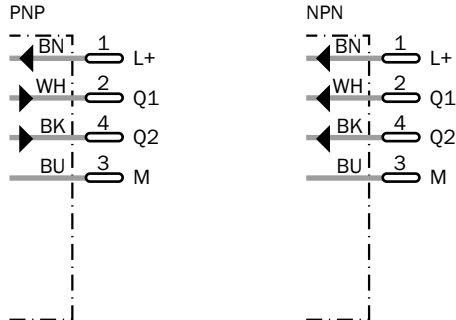 PNP
BN 1 L+
WH 2 Q1
BK 4 Q2
BU 3 M
NPN
BN 1 L+
WH 2 Q1
BK 4 Q2
BU 3 M